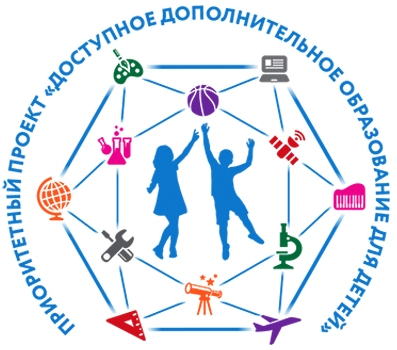 ПРИОРИТЕТНЫЙ ПРОЕКТ «ДОСТУПНОЕ ДОПОЛНИТЕЛЬНОЕ ОБРАЗОВАНИЕ ДЛЯ ДЕТЕЙ»